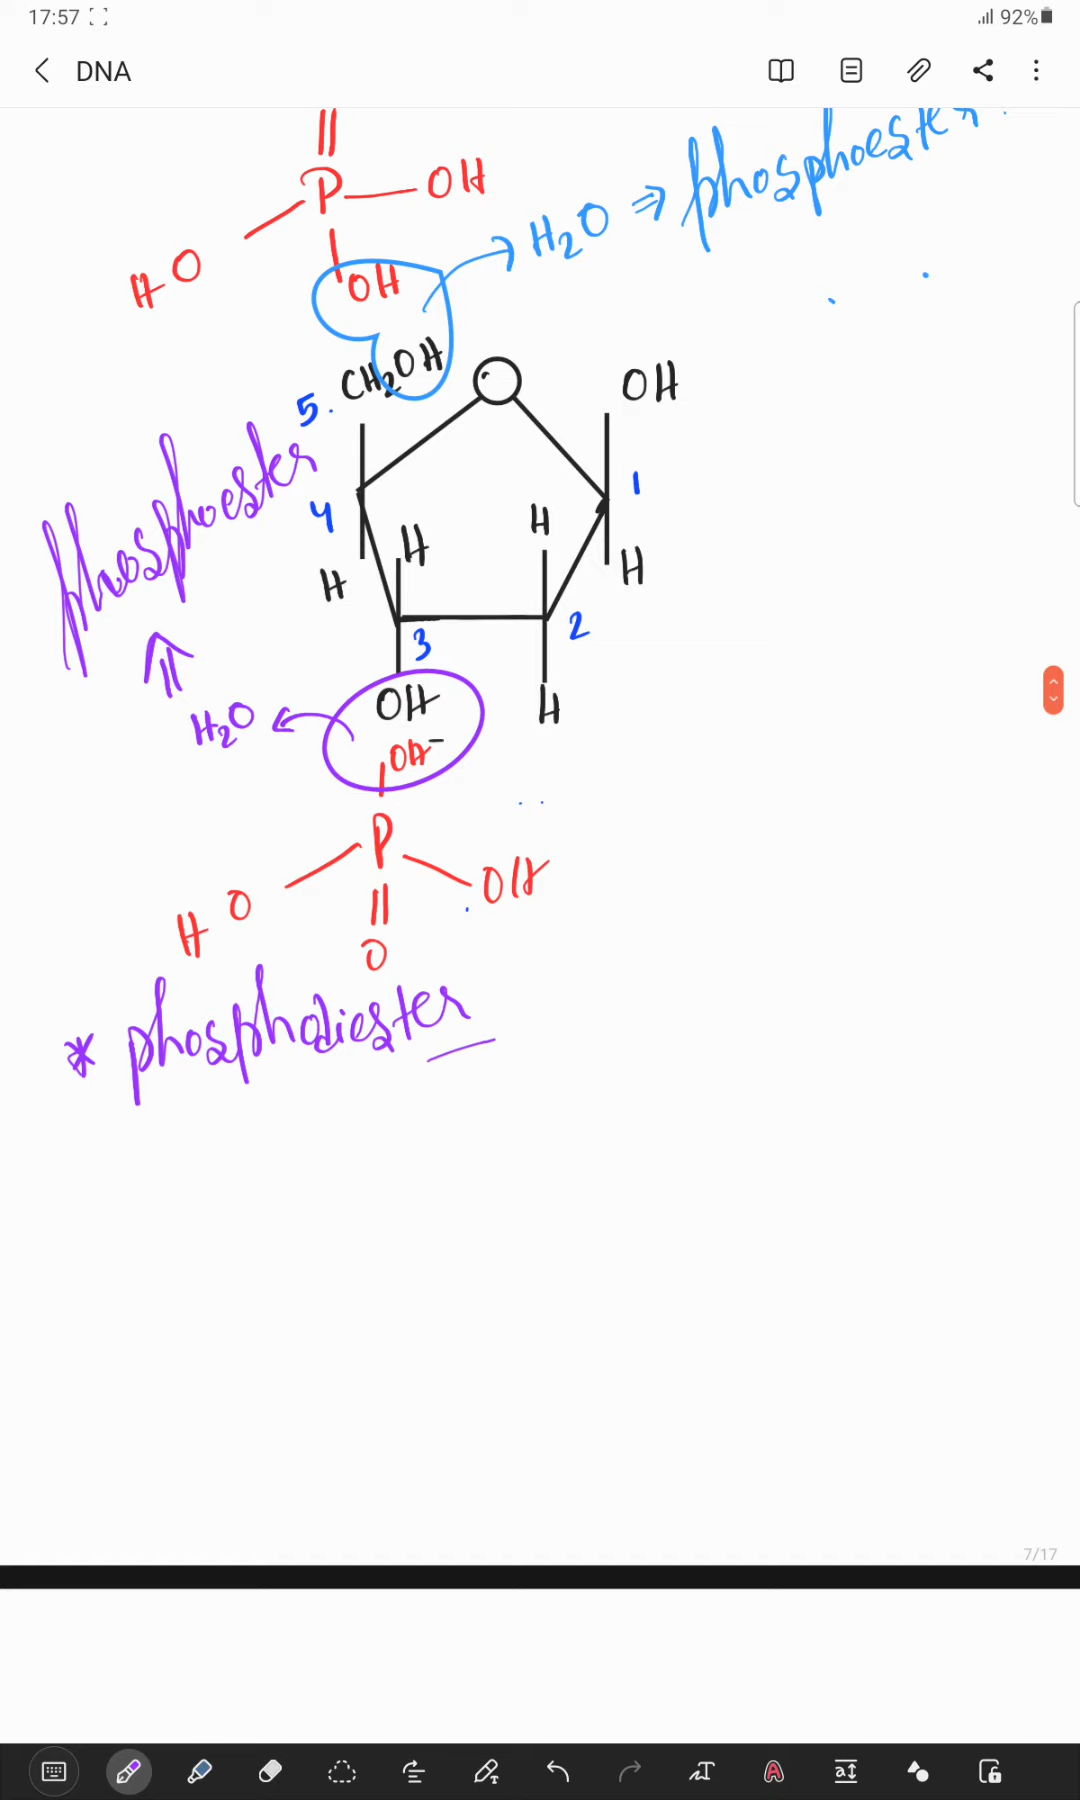 17:57
92%
DNA
P
OH
HO
OH
H2O ⇒ phosphoester
CH2OH
O
OH
5.
phosphoester
4
1
H
H
H
H
3
2
OH
H
H2O
OH-
P
HO
OH
O
* phosphodiester
7/17